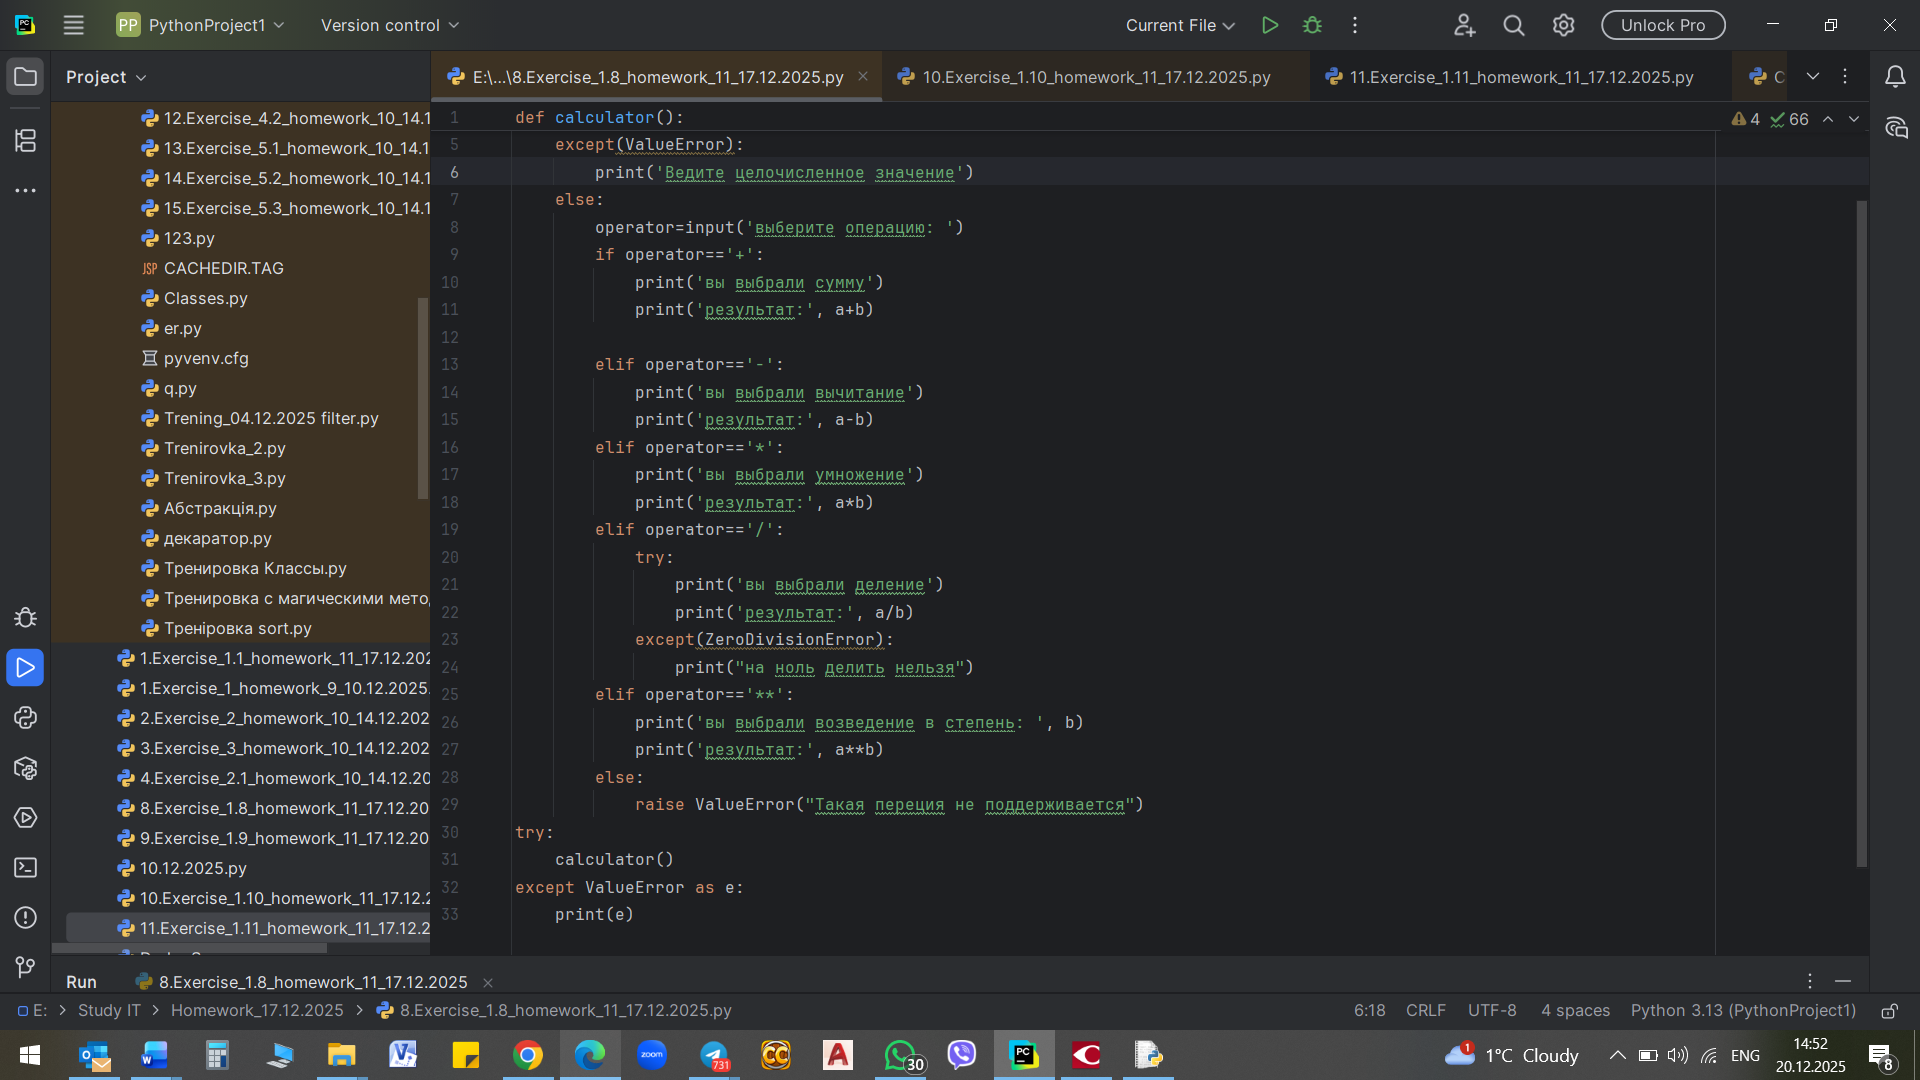 PP PythonProject1 Version control Current File Unlock Pro
Project
E:\...\8.Exercise_1.8_homework_11_17.12.2025.py 10.Exercise_1.10_homework_11_17.12.2025.py 11.Exercise_1.11_homework_11_17.12.2025.py
12.Exercise_4.2_homework_10_14.1
13.Exercise_5.1_homework_10_14.1
14.Exercise_5.2_homework_10_14.1
15.Exercise_5.3_homework_10_14.1
123.py
JSP CACHEDIR.TAG
Classes.py
er.py
pyvenv.cfg
q.py
Trening_04.12.2025 filter.py
Trenirovka_2.py
Trenirovka_3.py
Абстракція.py
декаратор.py
Тренировка Классы.py
Тренировка с магическими мето
Треніровка sort.py
1.Exercise_1.1_homework_11_17.12.202
1.Exercise_1_homework_9_10.12.2025.
2.Exercise_2_homework_10_14.12.202
3.Exercise_3_homework_10_14.12.202
4.Exercise_2.1_homework_10_14.12.20
8.Exercise_1.8_homework_11_17.12.20
9.Exercise_1.9_homework_11_17.12.20
10.12.2025.py
10.Exercise_1.10_homework_11_17.12.2
11.Exercise_1.11_homework_11_17.12.2
4 66
1 def calculator():
5 except(ValueError):
6 print('Ведите целочисленное значение')
7 else:
8 operator=input('выберите операцию: ')
9 if operator=='+':
10 print('вы выбрали сумму')
11 print('результат:', a+b)
12
13 elif operator=='-':
14 print('вы выбрали вычитание')
15 print('результат:', a-b)
16 elif operator=='*':
17 print('вы выбрали умножение')
18 print('результат:', a*b)
19 elif operator=='/':
20 try:
21 print('вы выбрали деление')
22 print('результат:', a/b)
23 except(ZeroDivisionError):
24 print("на ноль делить нельзя")
25 elif operator=='**':
26 print('вы выбрали возведение в степень: ', b)
27 print('результат:', a**b)
28 else:
29 raise ValueError("Такая переция не поддерживается")
30 try:
31 calculator()
32 except ValueError as e:
33 print(e)
Run 8.Exercise_1.8_homework_11_17.12.2025
E: > Study IT > Homework_17.12.2025 > 8.Exercise_1.8_homework_11_17.12.2025.py 6:18 CRLF UTF-8 4 spaces Python 3.13 (PythonProject1)
zoom 731 30 1 1°C Cloudy ENG 14:52
20.12.2025 8